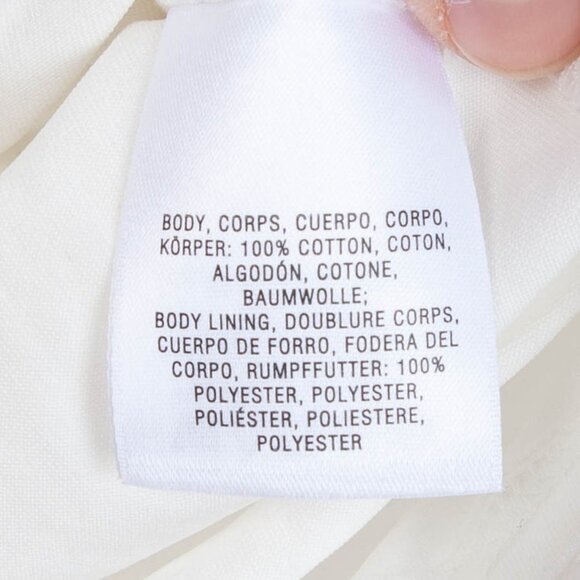 BODY, CORPS, CUERPO, CORPO,
KÖRPER: 100% COTTON, COTON,
ALGODÓN, COTONE,
BAUMWOLLE;
BODY LINING, DOUBLURE CORPS,
CUERPO DE FORRO, FODERA DEL
CORPO, RUMPFFUTTER: 100%
POLYESTER, POLYESTER,
POLIÉSTER, POLIESTERE,
POLYESTER